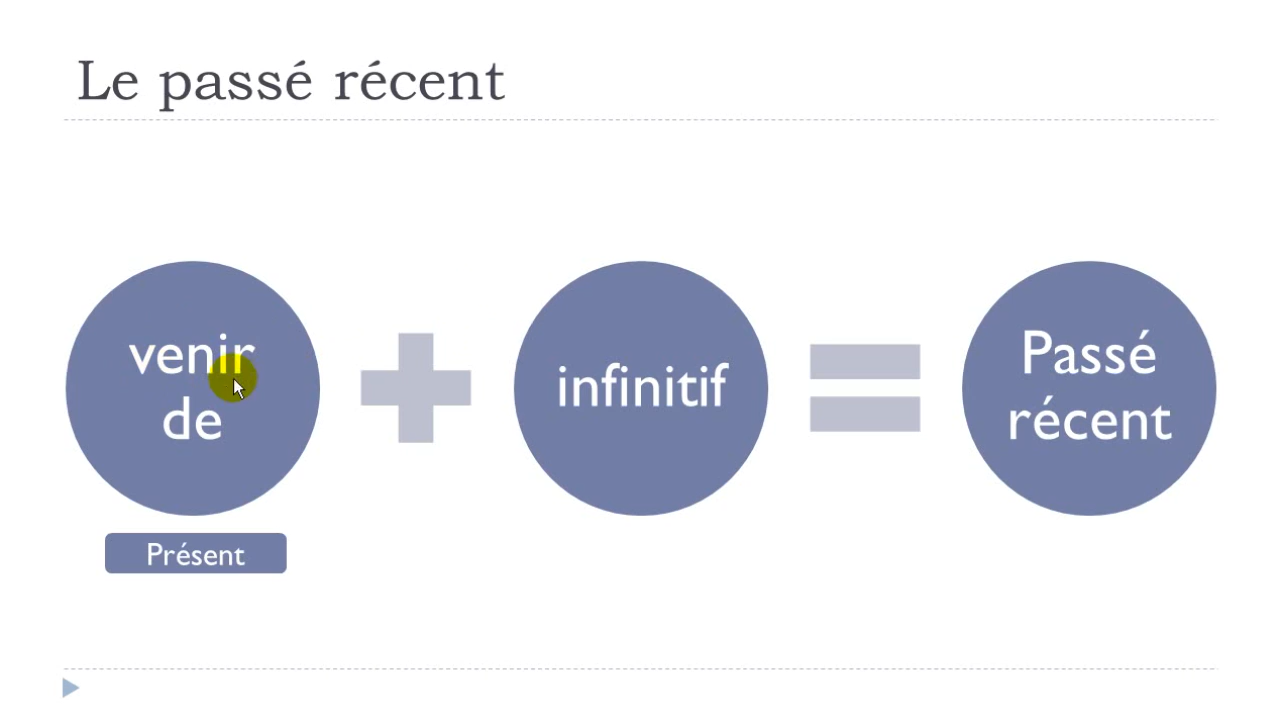 Le passé récent
venir
de
infinitif
Passé
récent
Présent